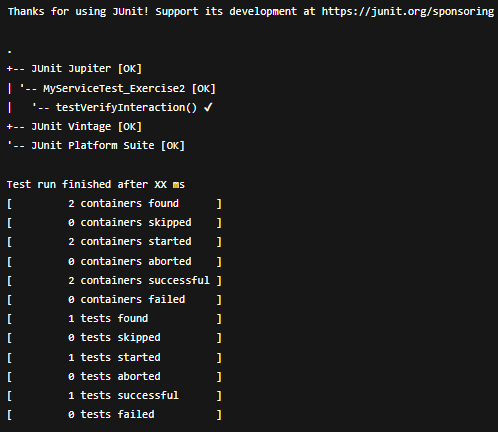 Thanks for using JUnit! Support its development at https://junit.org/sponsoring
.
+-- JUnit Jupiter [OK]
| '-- MyServiceTest_Exercise2 [OK]
|   '-- testVerifyInteraction() ✔
+-- JUnit Vintage [OK]
'-- JUnit Platform Suite [OK]
Test run finished after XX ms
[         2 containers found      ]
[         0 containers skipped    ]
[         2 containers started    ]
[         0 containers aborted    ]
[         2 containers successful ]
[         0 containers failed     ]
[         1 tests found           ]
[         0 tests skipped         ]
[         1 tests started         ]
[         0 tests aborted         ]
[         1 tests successful      ]
[         0 tests failed          ]